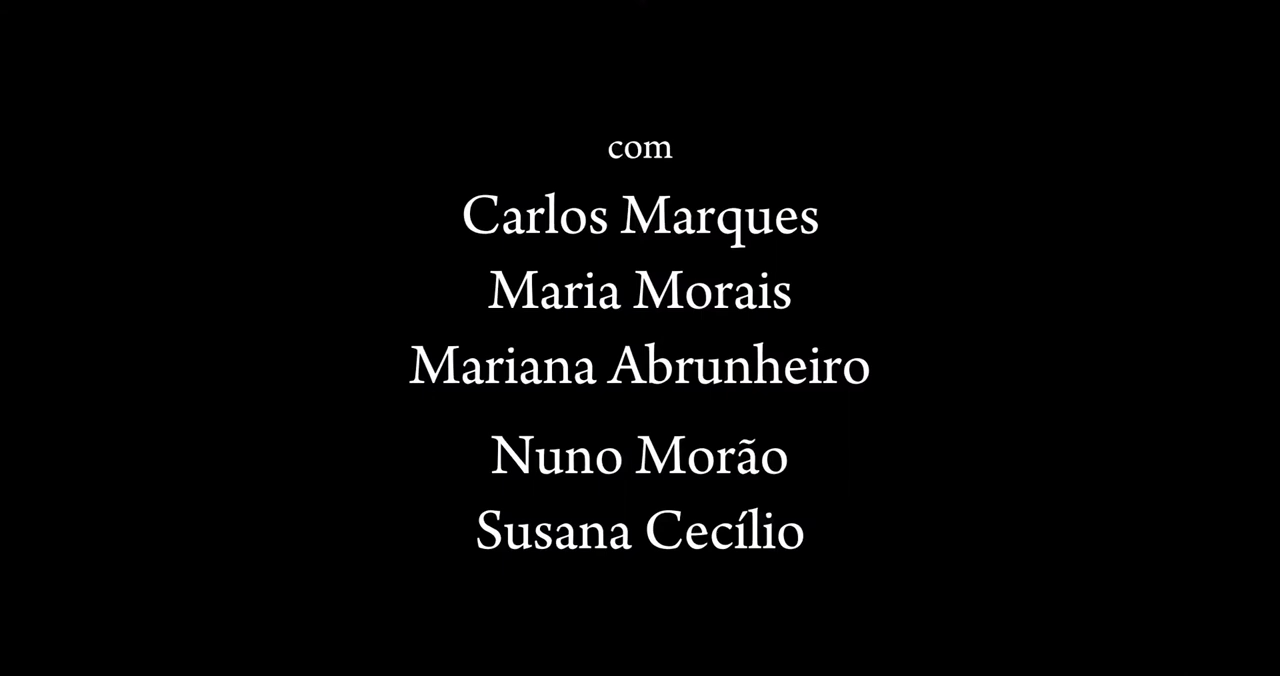 com
Carlos Marques
Maria Morais
Mariana Abrunheiro
Nuno Morão
Susana Cecílio